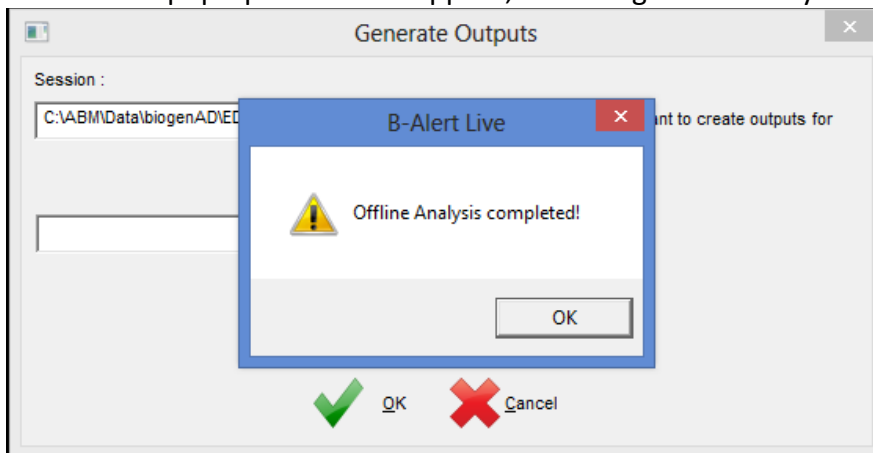 Generate Outputs
Session :
C:\ABM\Data\biogenAD\ED
B-Alert Live
nt to create outputs for
Offline Analysis completed!
OK
OK
Cancel